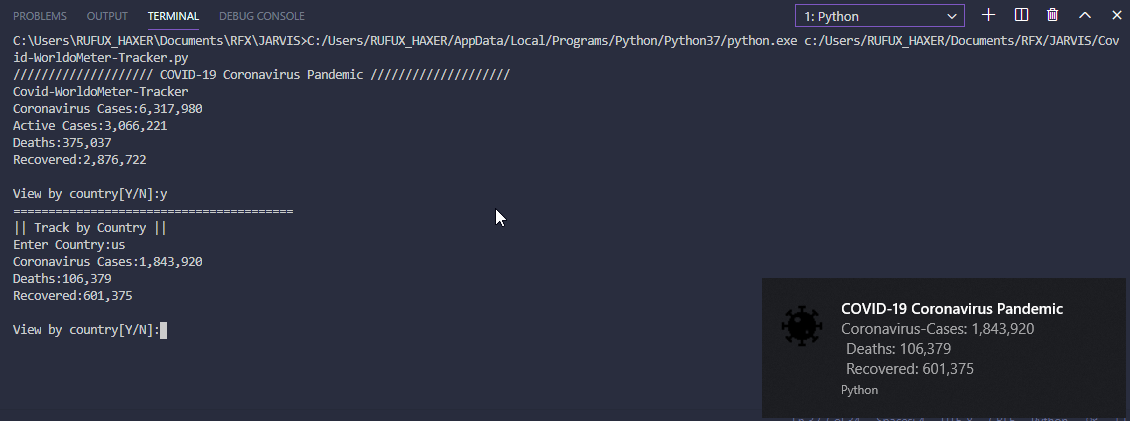 PROBLEMS OUTPUT TERMINAL DEBUG CONSOLE 1: Python
C:\Users\RUFUX_HAXER\Documents\RFX\JARVIS>C:/Users/RUFUX_HAXER/AppData/Local/Programs/Python/Python37/python.exe c:/Users/RUFUX_HAXER/Documents/RFX/JARVIS/Cov
id-WorldoMeter-Tracker.py
//////////////////// COVID-19 Coronavirus Pandemic ////////////////////
Covid-WorldoMeter-Tracker
Coronavirus Cases:6,317,980
Active Cases:3,066,221
Deaths:375,037
Recovered:2,876,722
View by country[Y/N]:y
========================================
|| Track by Country ||
Enter Country:us
Coronavirus Cases:1,843,920
Deaths:106,379
Recovered:601,375
View by country[Y/N]:
COVID-19 Coronavirus Pandemic
Coronavirus-Cases: 1,843,920
Deaths: 106,379
Recovered: 601,375
Python